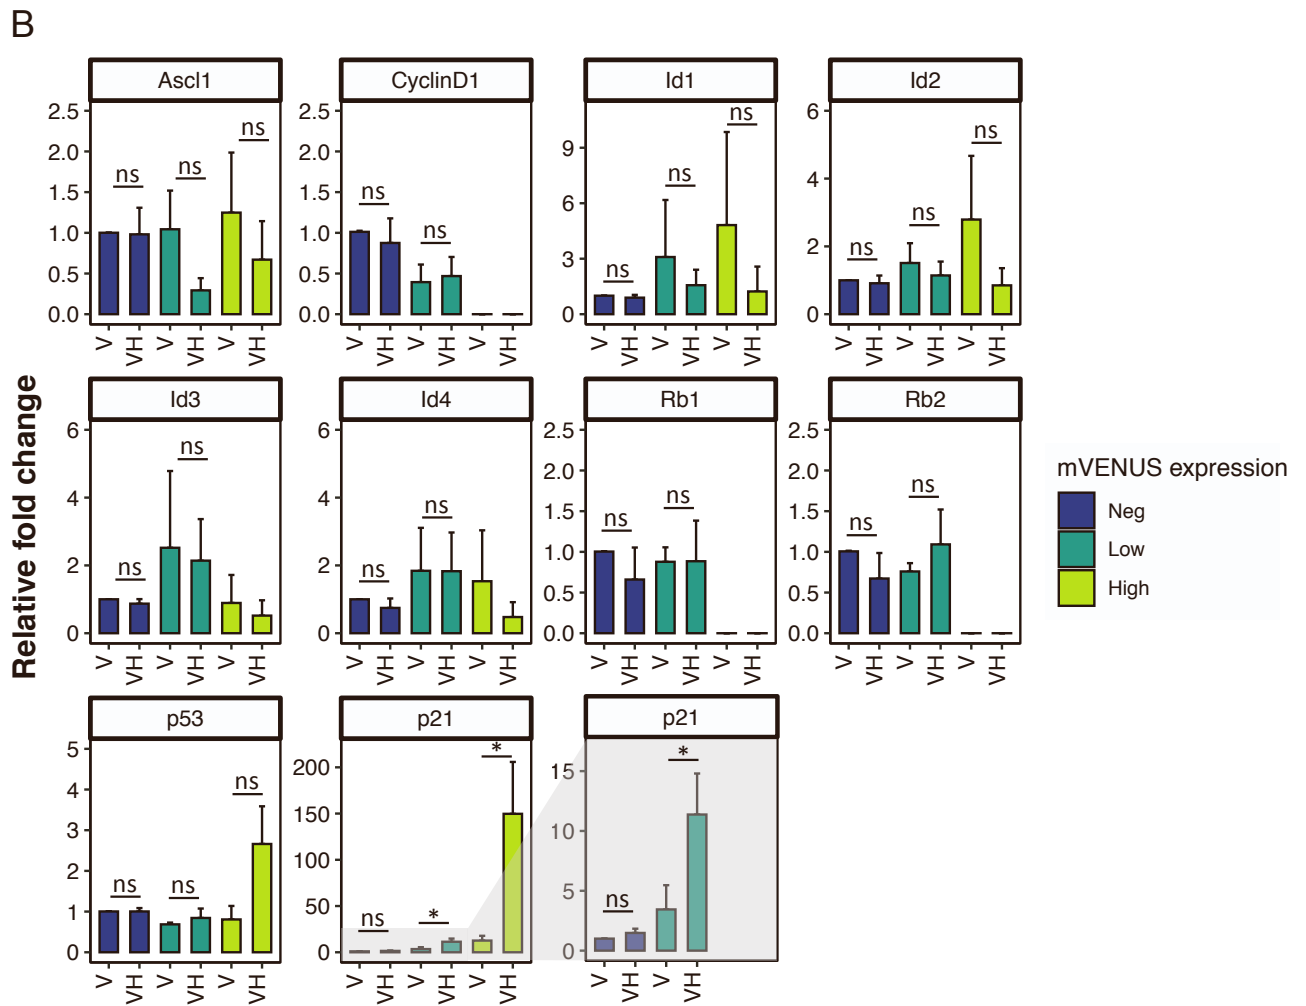 B
Relative fold change
Ascl1
2.5
2.0
1.5
1.0
0.5
0.0
ns
ns
ns
V VH V VH V VH
CyclinD1
2.5
2.0
1.5
1.0
0.5
0.0
ns
ns
V VH V VH V VH
Id1
9
6
3
0
ns
ns
ns
V VH V VH V VH
Id2
6
4
2
0
ns
ns
ns
V VH V VH V VH
Id3
6
4
2
0
ns
ns
V VH V VH V VH
Id4
6
4
2
0
ns
ns
V VH V VH V VH
Rb1
2.5
2.0
1.5
1.0
0.5
0.0
ns
ns
V VH V VH V VH
Rb2
2.5
2.0
1.5
1.0
0.5
0.0
ns
ns
V VH V VH V VH
p53
5
4
3
2
1
0
ns
ns
ns
V VH V VH V VH
p21
200
150
100
50
0
ns
*
*
V VH V VH V VH
p21
15
10
5
0
ns
*
V VH V VH
mVENUS expression
Neg
Low
High